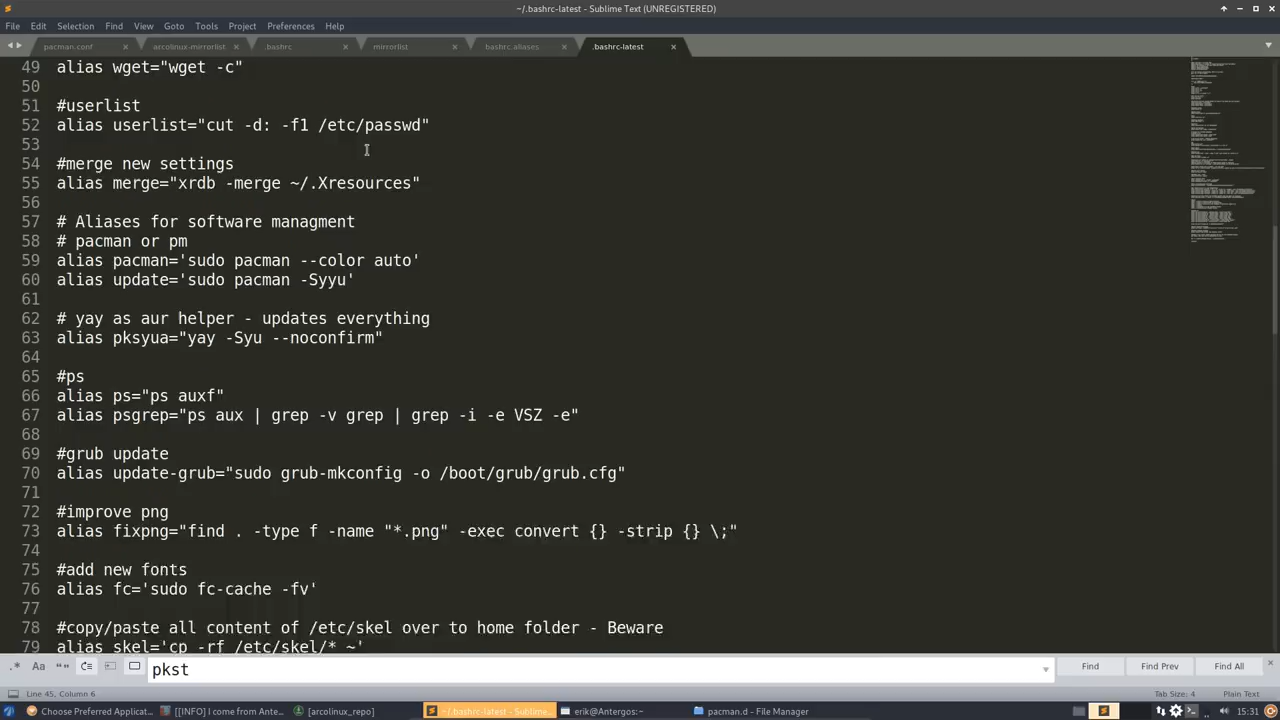 ~/.bashrc-latest - Sublime Text (UNREGISTERED)
File Edit Selection Find View Goto Tools Project Preferences Help
pacman.conf × arcolinux-mirrorlist × .bashrc × mirrorlist × bashrc.aliases × .bashrc-latest ×
49 alias wget="wget -c"
50
51 #userlist
52 alias userlist="cut -d: -f1 /etc/passwd"
53
54 #merge new settings
55 alias merge="xrdb -merge ~/.Xresources"
56
57 # Aliases for software managment
58 # pacman or pm
59 alias pacman='sudo pacman --color auto'
60 alias update='sudo pacman -Syyu'
61
62 # yay as aur helper - updates everything
63 alias pksyua="yay -Syu --noconfirm"
64
65 #ps
66 alias ps="ps auxf"
67 alias psgrep="ps aux | grep -v grep | grep -i -e VSZ -e"
68
69 #grub update
70 alias update-grub="sudo grub-mkconfig -o /boot/grub/grub.cfg"
71
72 #improve png
73 alias fixpng="find . -type f -name "*.png" -exec convert {} -strip {} \;"
74
75 #add new fonts
76 alias fc='sudo fc-cache -fv'
77
78 #copy/paste all content of /etc/skel over to home folder - Beware
79 alias skel='cp -rf /etc/skel/* ~'
.* Aa “” pkst Find Find Prev Find All ×
Line 45, Column 6 Tab Size: 4 Plain Text
Choose Preferred Applicat... [[INFO] I come from Ante... [arcolinux_repo] ~/.bashrc-latest - Sublime... erik@Antergos:~ pacman.d - File Manager 15:31